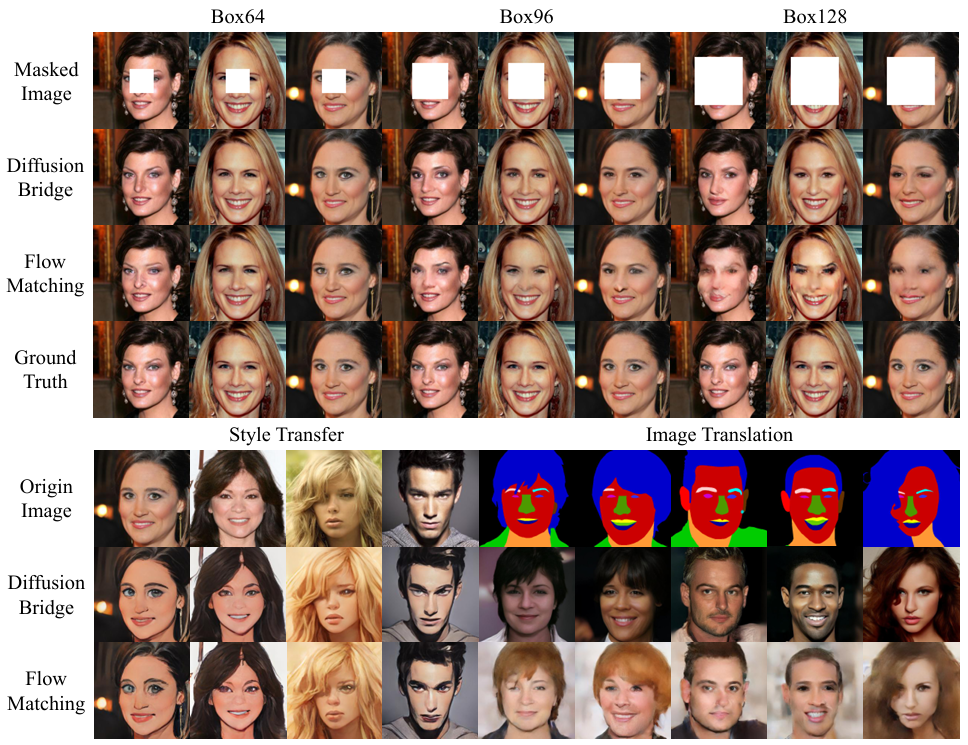 Box64 Box96 Box128
Masked
Image
Diffusion
Bridge
Flow
Matching
Ground
Truth
Style Transfer Image Translation
Origin
Image
Diffusion
Bridge
Flow
Matching